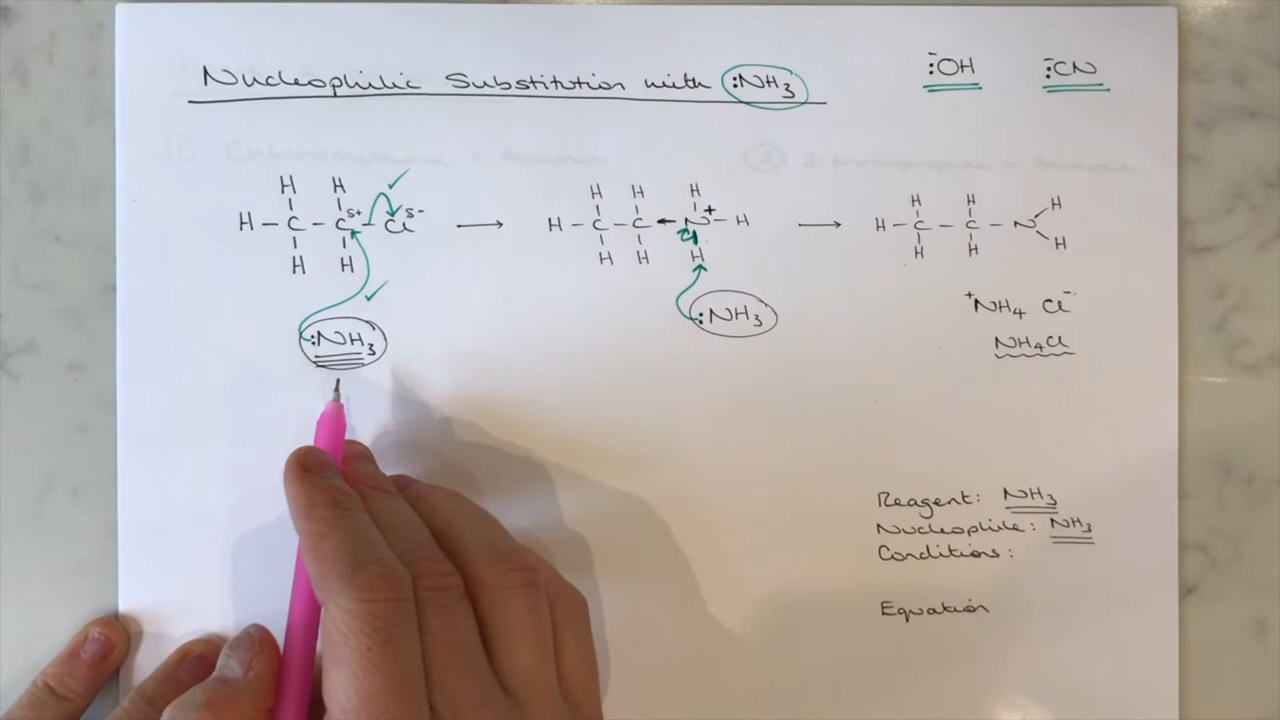 Nucleophilic Substitution with :NH3
:⁻OH :⁻CN
H H H H H H H
H – C – C δ+ – Cl δ- → H – C – C – N+ – H → H – C – C – N H
H H H H H H H H
:NH3 :NH3 +NH4 Cl-
NH4Cl
Reagent: NH3
Nucleophile: NH3
Conditions:
Equation